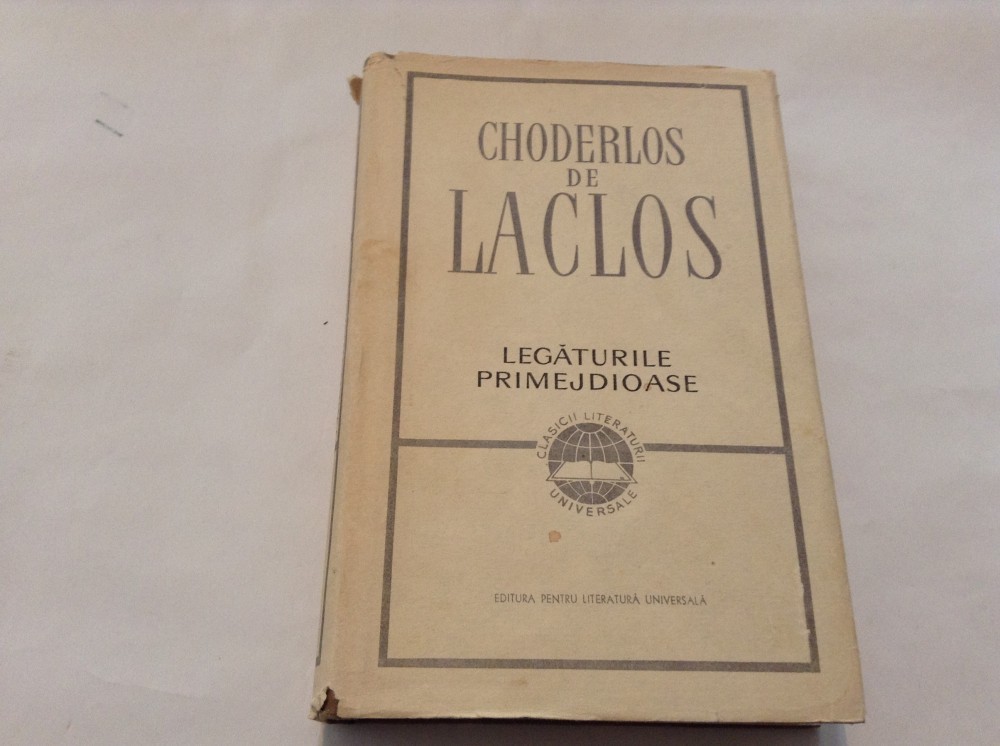 CHODERLOS
DE
LACLOS
LEGĂTURILE
PRIMEJDIOASE
CLASICII LITERATURII
UNIVERSALE
EDITURA PENTRU LITERATURĂ UNIVERSALĂ